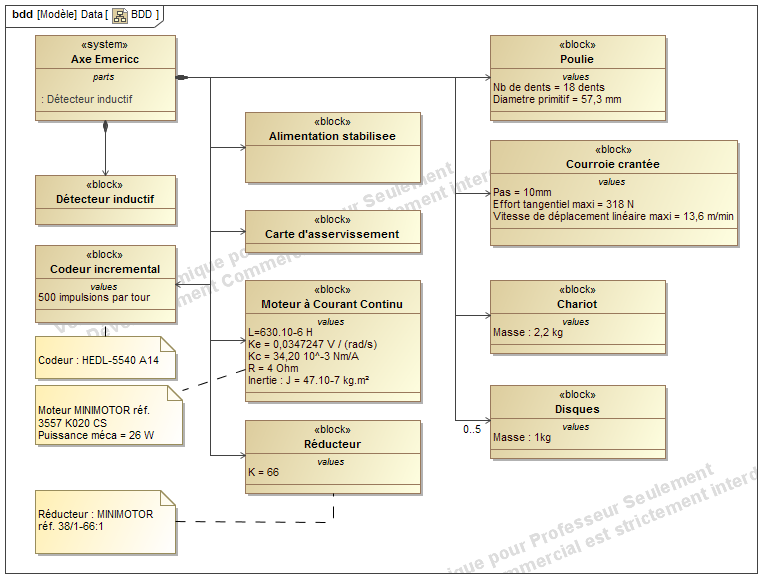 bdd [Modèle] Data [ BDD ]
«system»
Axe Emericc
parts
: Détecteur inductif
«block»
Détecteur inductif
«block»
Codeur incremental
values
500 impulsions par tour
Codeur : HEDL-5540 A14
Moteur MINIMOTOR réf.
3557 K020 CS
Puissance méca = 26 W
Réducteur : MINIMOTOR
réf. 38/1-66:1
«block»
Alimentation stabilisee
«block»
Carte d'asservissement
«block»
Moteur à Courant Continu
values
L=630.10-6 H
Ke = 0,0347247 V / (rad/s)
Kc = 34,20 10^-3 Nm/A
R = 4 Ohm
Inertie : J = 47.10-7 kg.m²
«block»
Réducteur
values
K = 66
«block»
Poulie
values
Nb de dents = 18 dents
Diametre primitif = 57,3 mm
«block»
Courroie crantée
values
Pas = 10mm
Effort tangentiel maxi = 318 N
Vitesse de déplacement linéaire maxi = 13,6 m/min
«block»
Chariot
values
Masse : 2,2 kg
0..5
«block»
Disques
values
Masse : 1kg
pour Professeur Seulement
est strictement interd